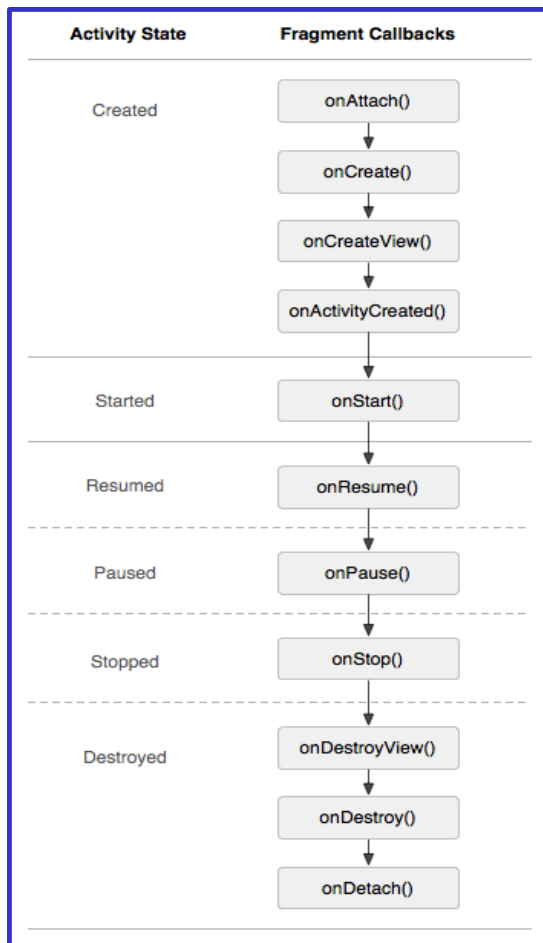 Activity State Fragment Callbacks
Created
onAttach()
onCreate()
onCreateView()
onActivityCreated()
Started onStart()
Resumed onResume()
Paused onPause()
Stopped onStop()
Destroyed onDestroyView()
onDestroy()
onDetach()